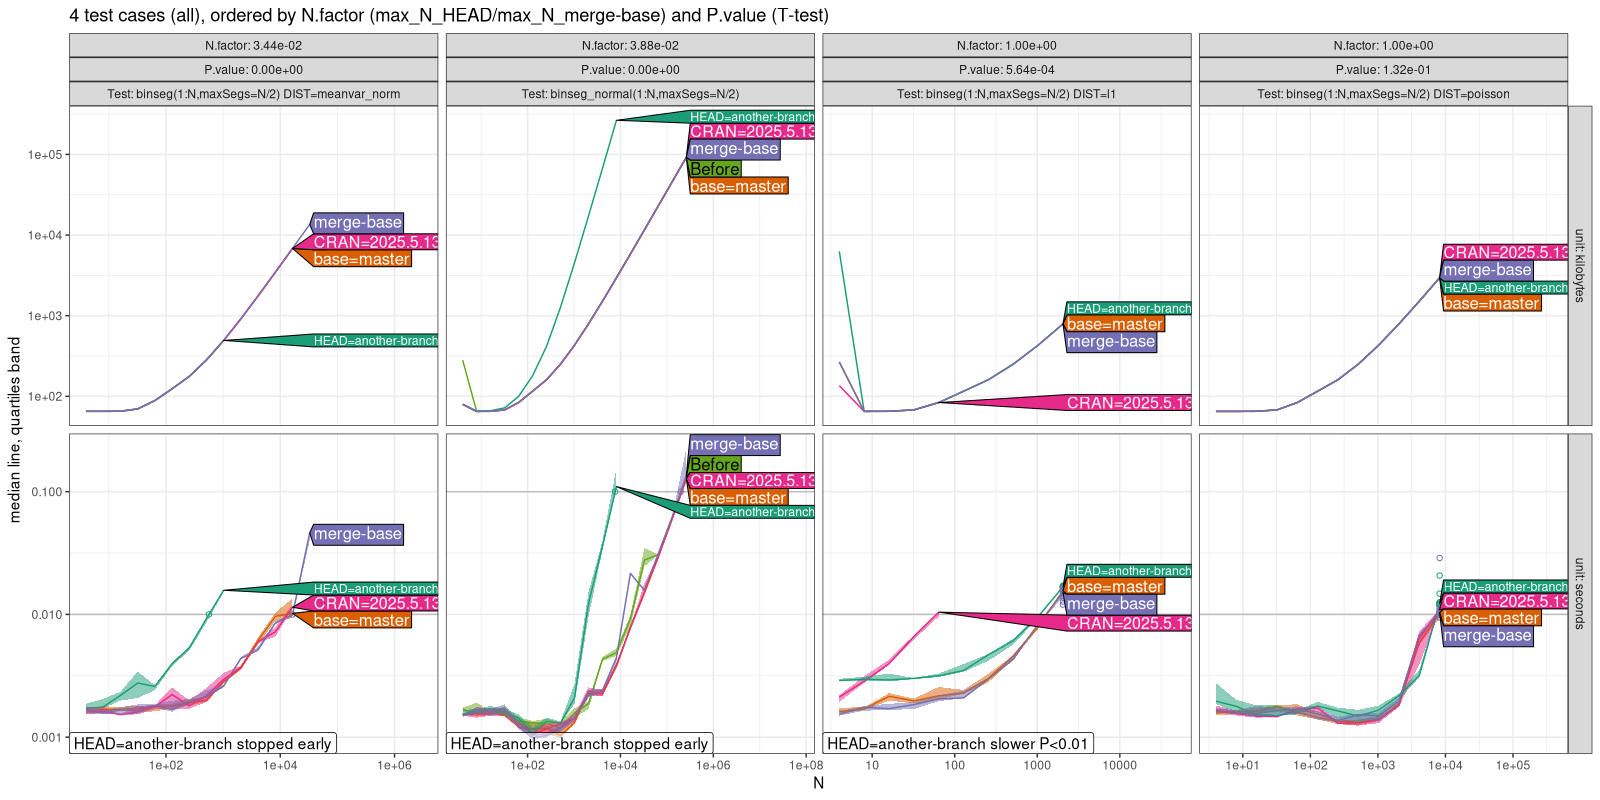 4 test cases (all), ordered by N.factor (max_N_HEAD/max_N_merge-base) and P.value (T-test)
N.factor: 3.44e-02
P.value: 0.00e+00
Test: binseg(1:N,maxSegs=N/2) DIST=meanvar_norm
N.factor: 3.88e-02
P.value: 0.00e+00
Test: binseg_normal(1:N,maxSegs=N/2)
N.factor: 1.00e+00
P.value: 5.64e-04
Test: binseg(1:N,maxSegs=N/2) DIST=l1
N.factor: 1.00e+00
P.value: 1.32e-01
Test: binseg(1:N,maxSegs=N/2) DIST=poisson
median line, quartiles band
1e+05
1e+04
1e+03
1e+02
merge-base
CRAN=2025.5.13
base=master
HEAD=another-branch
HEAD=another-branch
CRAN=2025.5.13
merge-base
Before
base=master
HEAD=another-branch
base=master
merge-base
CRAN=2025.5.13
CRAN=2025.5.13
merge-base
HEAD=another-branch
base=master
unit: kilobytes
0.100
0.010
0.001
merge-base
HEAD=another-branch
CRAN=2025.5.13
base=master
HEAD=another-branch stopped early
merge-base
Before
CRAN=2025.5.13
base=master
HEAD=another-branch
HEAD=another-branch stopped early
HEAD=another-branch
base=master
merge-base
CRAN=2025.5.13
HEAD=another-branch slower P<0.01
HEAD=another-branch
CRAN=2025.5.13
base=master
merge-base
unit: seconds
1e+02 1e+04 1e+06
1e+02 1e+04 1e+06 1e+08
10 100 1000 10000
1e+01 1e+02 1e+03 1e+04 1e+05
N